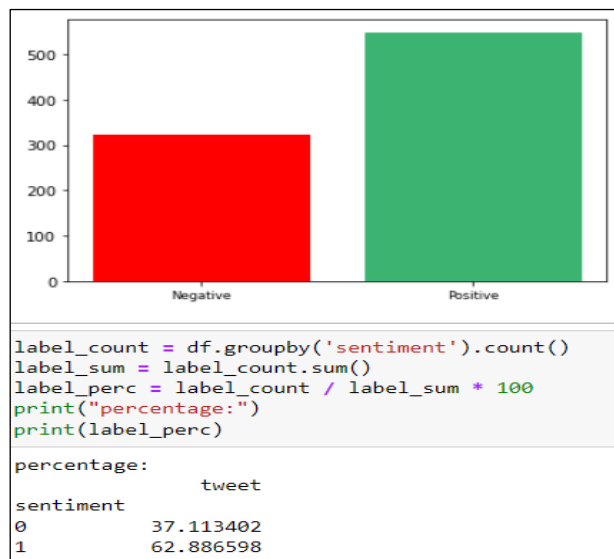 500
400
300
200
100
0
Negative Positive
label_count = df.groupby('sentiment').count()
label_sum = label_count.sum()
label_perc = label_count / label_sum * 100
print("percentage:")
print(label_perc)
percentage:
tweet
sentiment
0 37.113402
1 62.886598